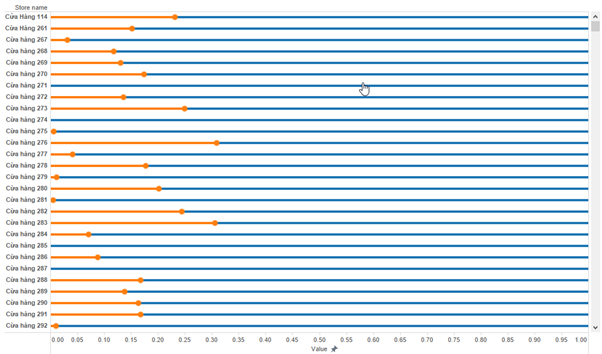 Store name
Cửa Hàng 114
Cửa Hàng 261
Cửa hàng 267
Cửa hàng 268
Cửa hàng 269
Cửa hàng 270
Cửa hàng 271
Cửa hàng 272
Cửa hàng 273
Cửa hàng 274
Cửa hàng 275
Cửa hàng 276
Cửa hàng 277
Cửa hàng 278
Cửa hàng 279
Cửa hàng 280
Cửa hàng 281
Cửa hàng 282
Cửa hàng 283
Cửa hàng 284
Cửa hàng 285
Cửa hàng 286
Cửa hàng 287
Cửa hàng 288
Cửa hàng 289
Cửa hàng 290
Cửa hàng 291
Cửa hàng 292
0.00 0.05 0.10 0.15 0.20 0.25 0.30 0.35 0.40 0.45 0.50 0.55 0.60 0.65 0.70 0.75 0.80 0.85 0.90 0.95 1.00
Value